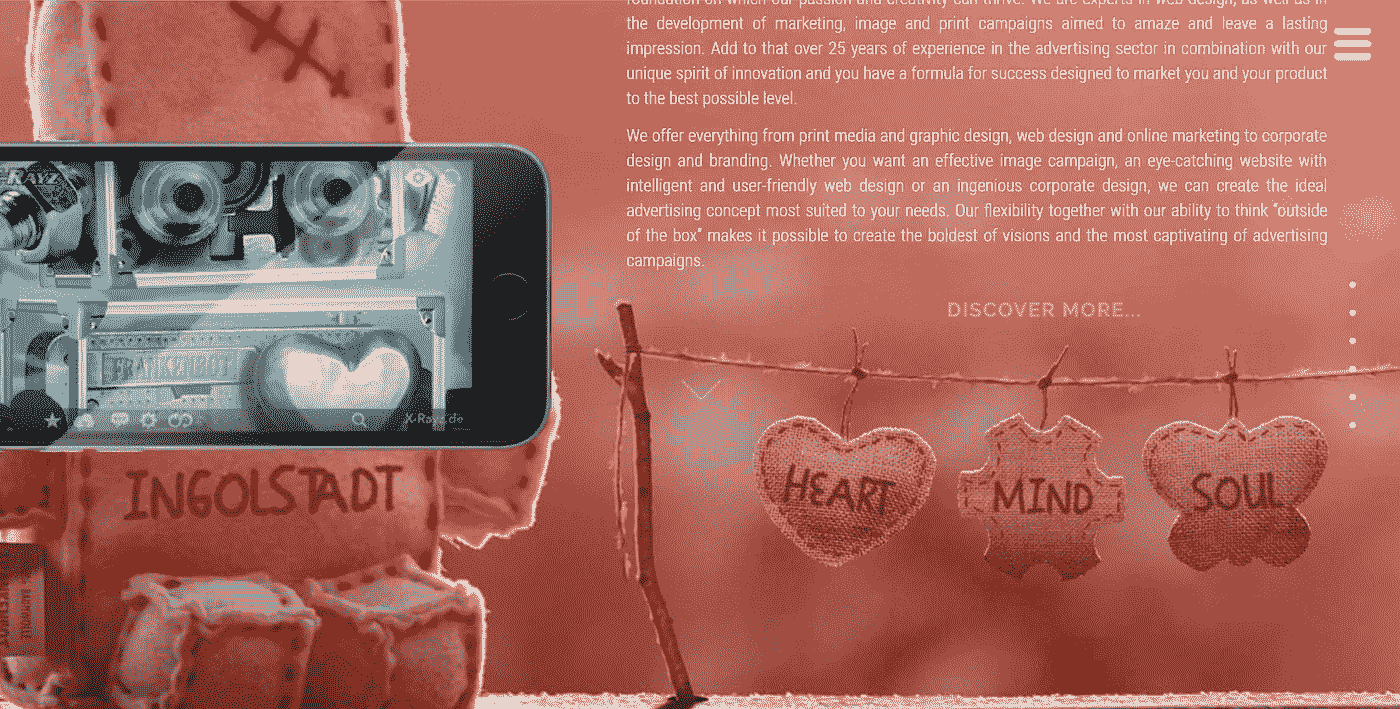 foundation on which our passion and creativity can thrive. We are experts in web design, as well as in
the development of marketing, image and print campaigns aimed to amaze and leave a lasting
impression. Add to that over 25 years of experience in the advertising sector in combination with our
unique spirit of innovation and you have a formula for success designed to market you and your product
to the best possible level.
We offer everything from print media and graphic design, web design and online marketing to corporate
design and branding. Whether you want an effective image campaign, an eye-catching website with
intelligent and user-friendly web design or an ingenious corporate design, we can create the ideal
advertising concept most suited to your needs. Our flexibility together with our ability to think "outside
of the box" makes it possible to create the boldest of visions and the most captivating of advertising
campaigns.
DISCOVER MORE...
RAYZ
FRANKENBOT
X-Rayz.de
INGOLSTADT
HEART
MIND
SOUL